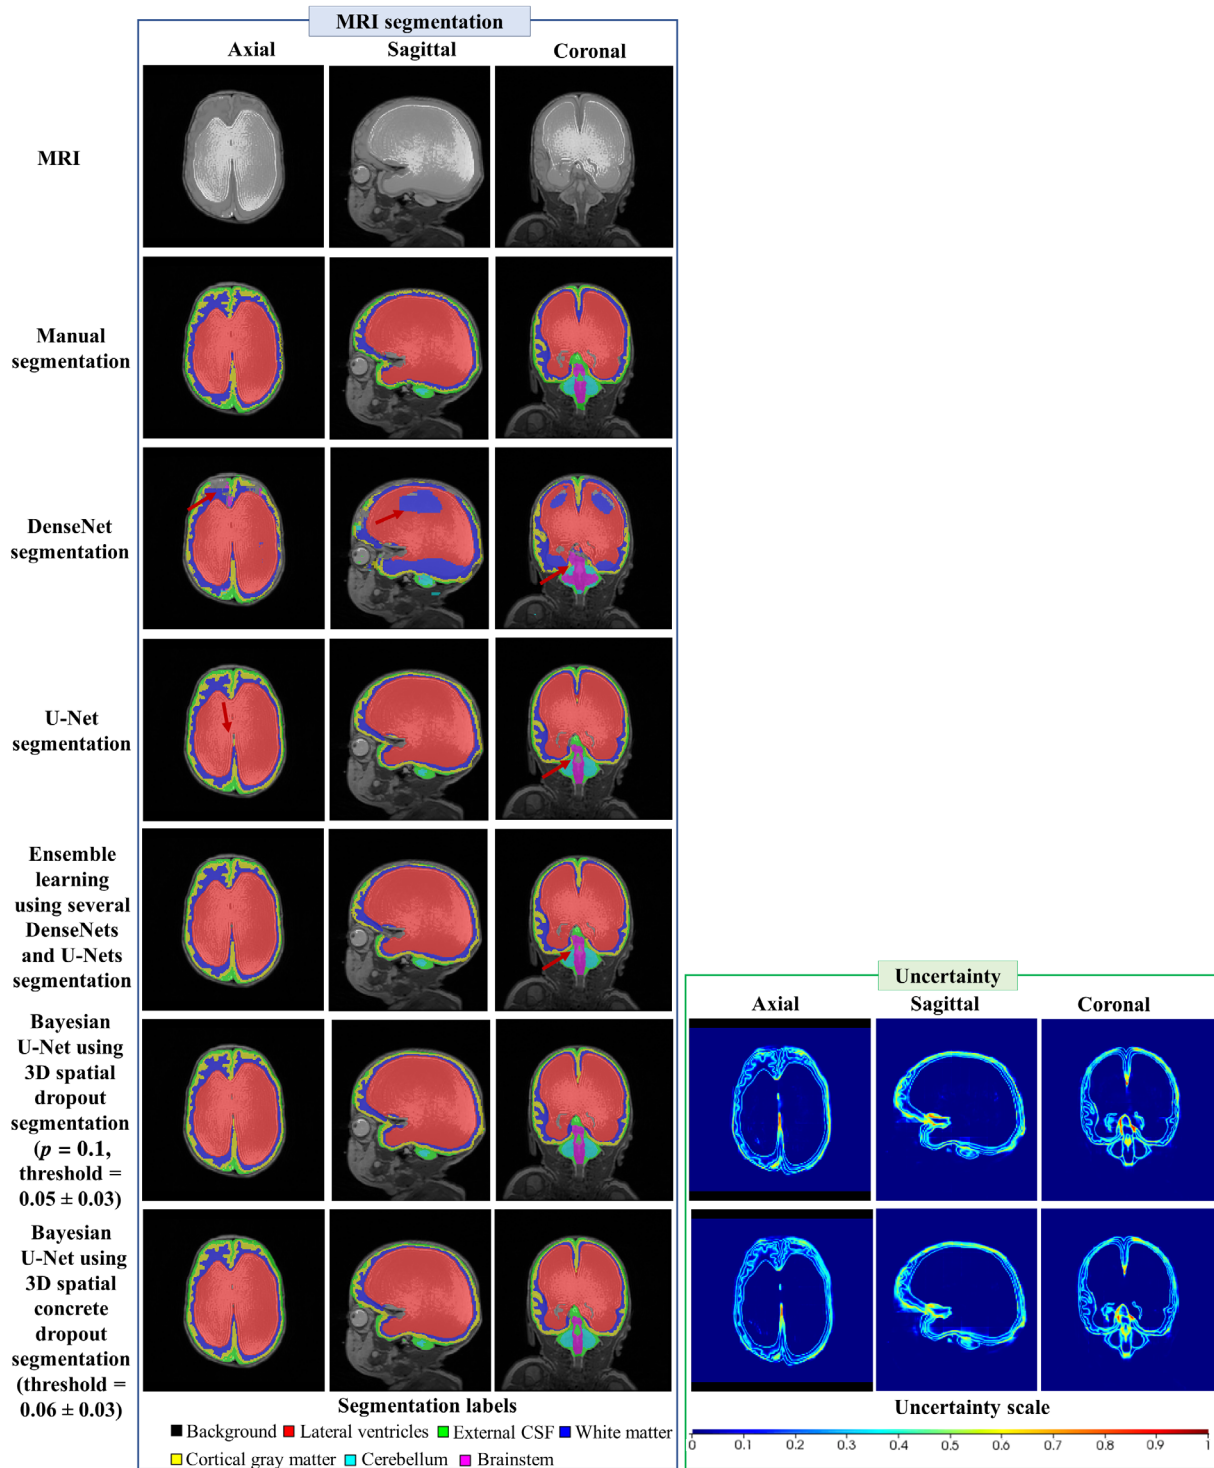 MRI segmentation
Axial Sagittal Coronal
MRI
Manual
segmentation
DenseNet
segmentation
U-Net
segmentation
Ensemble
learning
using several
DenseNets
and U-Nets
segmentation
Uncertainty
Axial Sagittal Coronal
Bayesian
U-Net using
3D spatial
dropout
segmentation
(p = 0.1,
threshold =
0.05 ± 0.03)
Bayesian
U-Net using
3D spatial
concrete
dropout
segmentation
(threshold =
0.06 ± 0.03)
Segmentation labels
Background Lateral ventricles External CSF White matter
Cortical gray matter Cerebellum Brainstem
Uncertainty scale
0 0.1 0.2 0.3 0.4 0.5 0.6 0.7 0.8 0.9 1